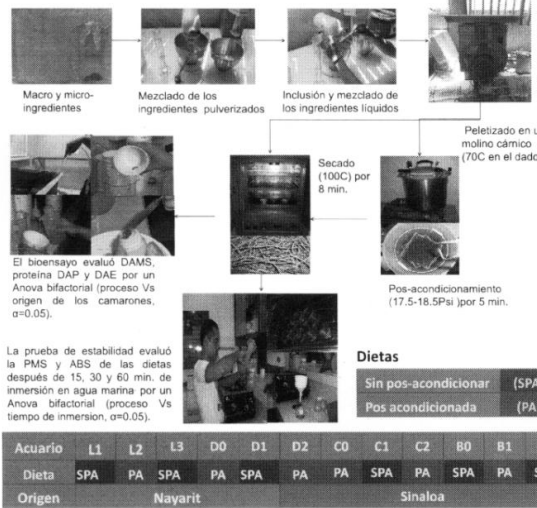 Macro y micro-
ingredientes
Mezclado de los
ingredientes pulverizados
Inclusión y mezclado de
los ingredientes líquidos
Peletizado en u
molino cárnico
(70C en el dado
Secado
(100C) por
8 min.
Pos-acondicionamiento
(17.5-18.5Psi )por 5 min.
El bioensayo evaluó DAMS,
proteína DAP y DAE por un
Anova bifactorial (proceso Vs
origen de los camarones,
α=0.05).
La prueba de estabilidad evaluó
la PMS y ABS de las dietas
después de 15, 30 y 60 min. de
inmersión en agua marina por un
Anova bifactorial (proceso Vs
tiempo de inmersion, α=0.05).
Dietas
Sin pos-acondicionar (SPA
Pos acondicionada (PA
Acuario L1 L2 L3 D0 D1 D2 C0 C1 C2 B0 B1
Dieta SPA PA SPA PA SPA PA PA SPA PA SPA PA S
Origen Nayarit Sinaloa